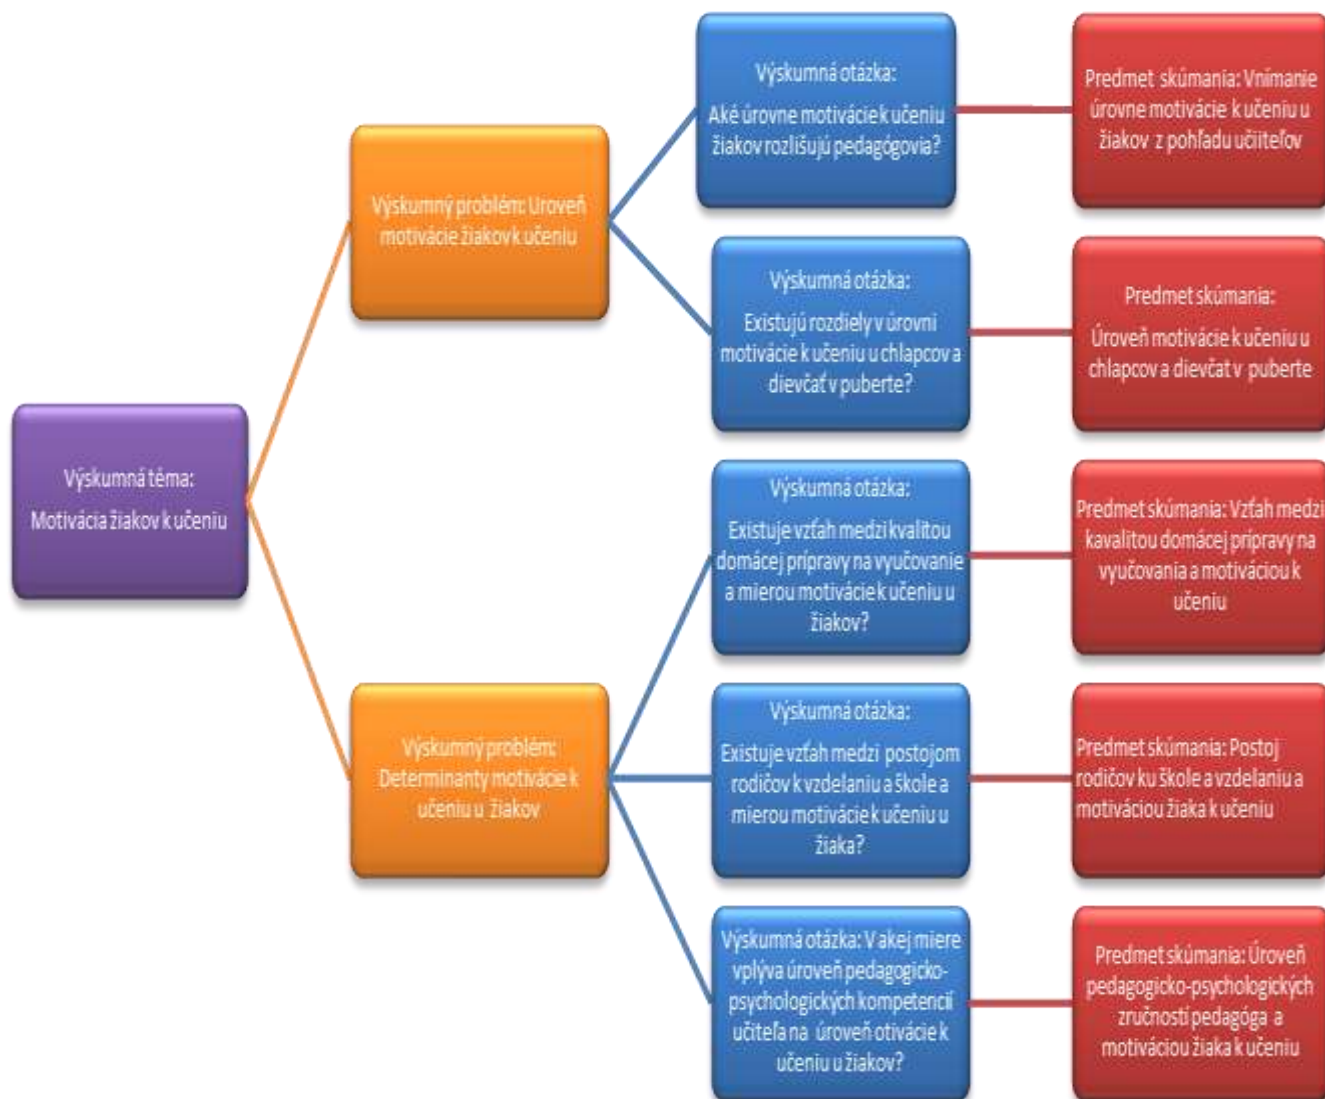 Výskumná téma:
Motivácia žiakov k učeniu
Výskumný problém: Uroveň
motivácie žiakov k učeniu
Výskumná otázka:
Aké úrovne motivácie k učeniu
žiakov rozlišujú pedagógovia?
Predmet skúmania: Vnímanie
úrovne motivácie k učeniu u
žiakov z pohľadu učiiteľov
Výskumná otázka:
Existujú rozdiely v úrovni
motivácie k učeniu u chlapcov a
dievčať v puberte?
Predmet skúmania:
Úroveň motivácie k učeniu u
chlapcov a dievčat v puberte
Výskumný problém:
Determinanty motivácie k
učeniu u žiakov
Výskumná otázka:
Existuje vzťah medzi kvalitou
domácej prípravy na vyučovanie
a mierou motivácie k učeniu u
žiakov?
Predmet skúmania: Vzťah medzi
kavalitou domácej prípravy na
vyučovania a motiváciou k
učeniu
Výskumná otázka:
Existuje vzťah medzi postojom
rodičov k vzdelaniu a škole a
mierou motivácie k učeniu u
žiaka?
Predmet skúmania: Postoj
rodičov ku škole a vzdelaniu a
motiváciou žiaka k učeniu
Výskumná otázka: V akej miere
vplýva úroveň pedagogicko-
psychologických kompetencií
učiteľa na úroveň otivácie k
učeniu u žiakov?
Predmet skúmania: Úroveň
pedagogicko-psychologických
zručností pedagóga a
motiváciou žiaka k učeniu